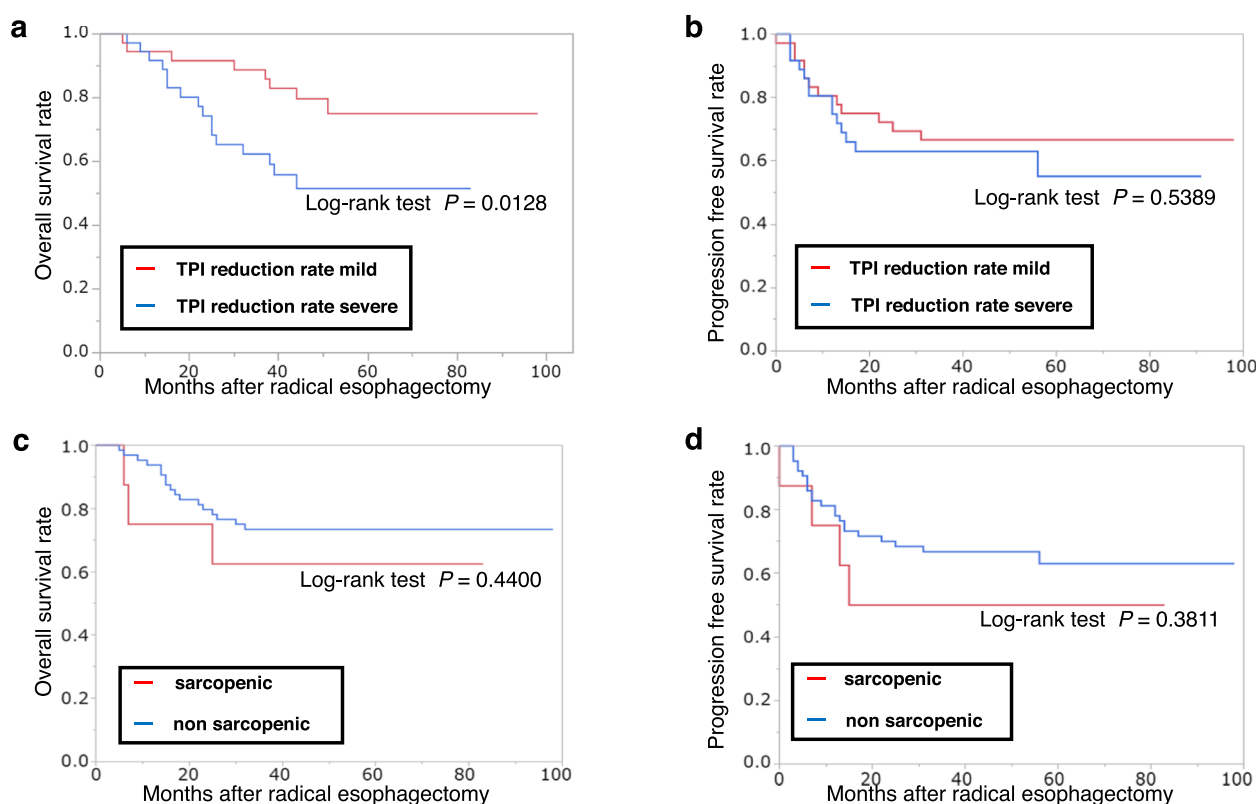 a
Overall survival rate
1.0
0.8
0.6
0.4
0.2
0.0
Log-rank test P = 0.0128
TPI reduction rate mild
TPI reduction rate severe
0 20 40 60 80 100
Months after radical esophagectomy
b
Progression free survival rate
1.0
0.8
0.6
0.4
0.2
0.0
Log-rank test P = 0.5389
TPI reduction rate mild
TPI reduction rate severe
0 20 40 60 80 100
Months after radical esophagectomy
c
Overall survival rate
1.0
0.8
0.6
0.4
0.2
0.0
Log-rank test P = 0.4400
sarcopenic
non sarcopenic
0 20 40 60 80 100
Months after radical esophagectomy
d
Progression free survival rate
1.0
0.8
0.6
0.4
0.2
0.0
Log-rank test P = 0.3811
sarcopenic
non sarcopenic
0 20 40 60 80 100
Months after radical esophagectomy